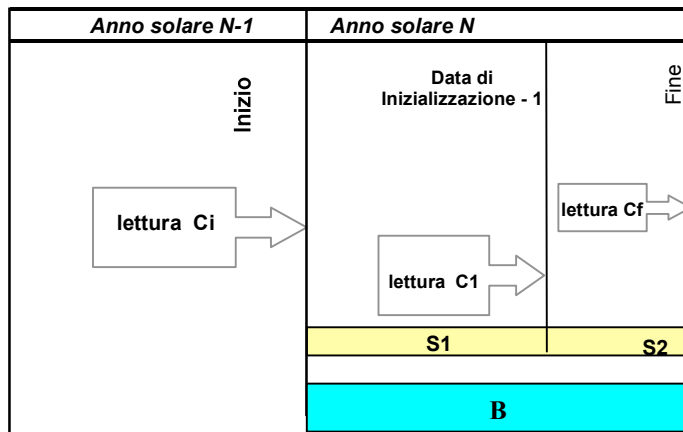 Anno solare N-1
Anno solare N
Inizio
Data di
Inizializzazione - 1
Fine
lettura Ci
lettura Cf
lettura C1
S1
S2
B